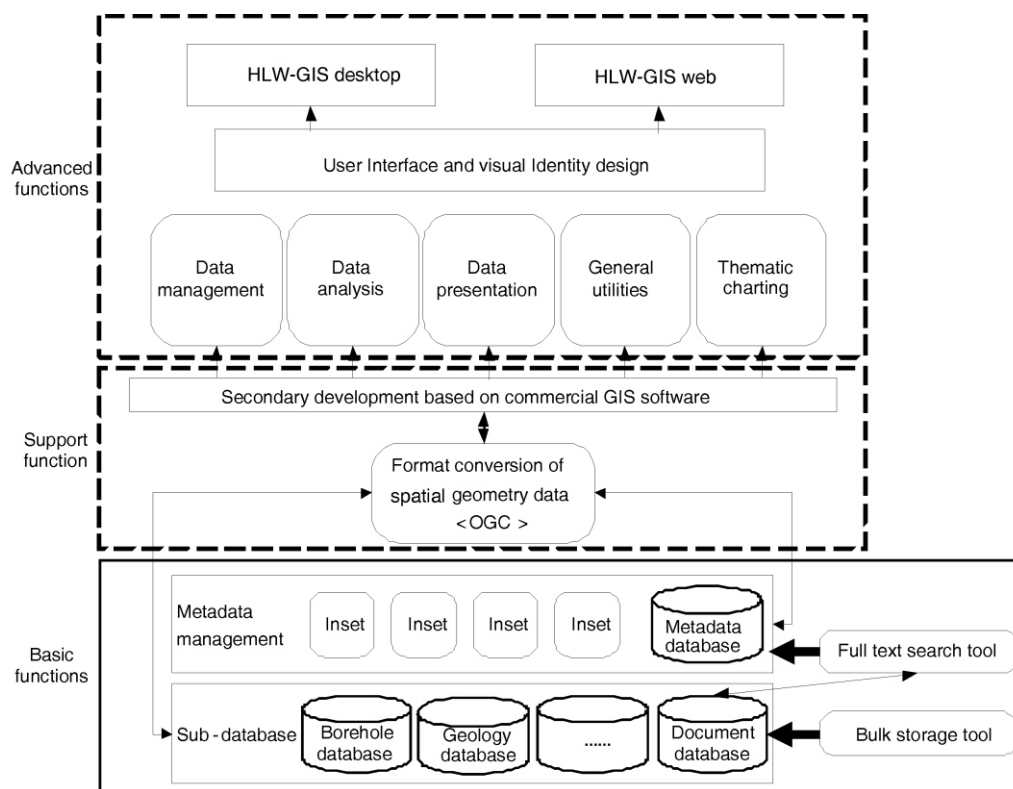 HLW-GIS desktop
HLW-GIS web
User Interface and visual Identity design
Advanced
functions
Data
management
Data
analysis
Data
presentation
General
utilities
Thematic
charting
Secondary development based on commercial GIS software
Support
function
Format conversion of
spatial geometry data
<OGC >
Metadata
management
Inset
Inset
Inset
Inset
Metadata
database
Full text search tool
Basic
functions
Sub - database
Borehole
database
Geology
database
......
Document
database
Bulk storage tool